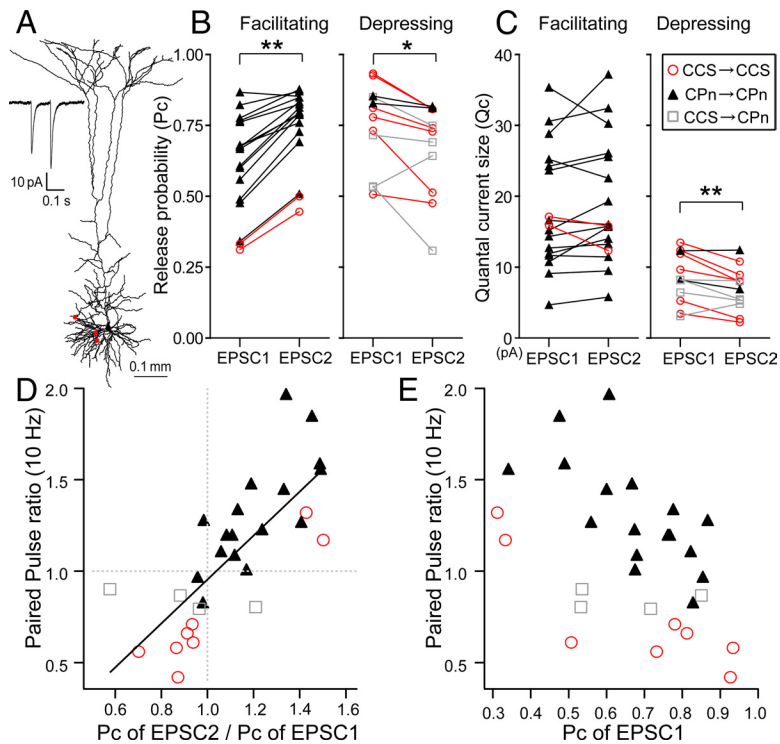 A
10 pA
0.1 s
0.1 mm
B
Facilitating
Depressing
**
*
Release probability (Pc)
1.00
0.75
0.50
0.25
0.00
EPSC1
EPSC2
EPSC1
EPSC2
C
Facilitating
Depressing
**
Quantal current size (Qc)
40
30
20
10
0
(pA)
EPSC1
EPSC2
EPSC1
EPSC2
CCS→CCS
CPn→CPn
CCS→CPn
D
Paired Pulse ratio (10 Hz)
2.0
1.5
1.0
0.5
0.6
0.8
1.0
1.2
1.4
1.6
Pc of EPSC2 / Pc of EPSC1
E
Paired Pulse ratio (10 Hz)
2.0
1.5
1.0
0.5
0.3
0.4
0.5
0.6
0.7
0.8
0.9
1.0
Pc of EPSC1